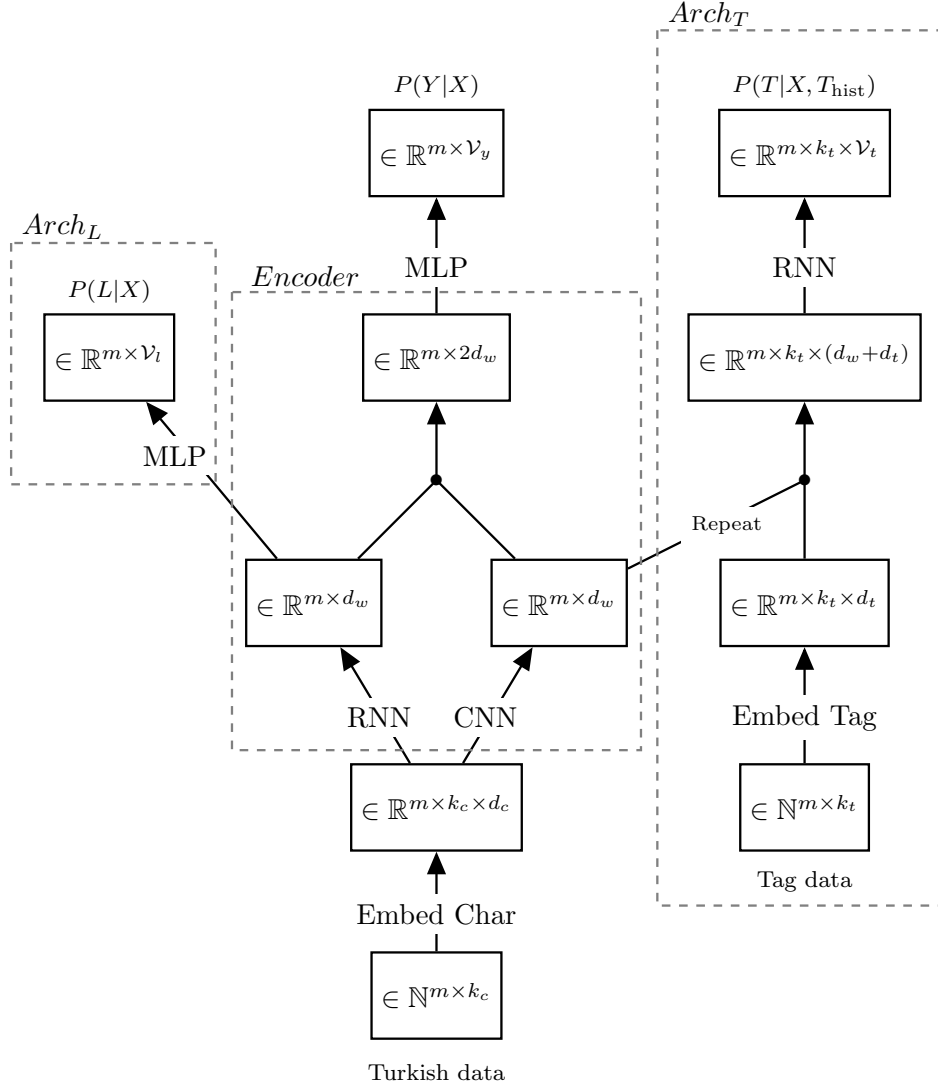 Arch_T
P(Y|X)
P(T|X, T_hist)
∈ ℝ^{m×𝒱_y}
∈ ℝ^{m×k_t×𝒱_t}
Arch_L
Encoder
MLP
RNN
P(L|X)
∈ ℝ^{m×𝒱_l}
∈ ℝ^{m×2d_w}
∈ ℝ^{m×k_t×(d_w+d_t)}
MLP
Repeat
∈ ℝ^{m×d_w}
∈ ℝ^{m×d_w}
∈ ℝ^{m×k_t×d_t}
RNN
CNN
Embed Tag
∈ ℝ^{m×k_c×d_c}
∈ ℕ^{m×k_t}
Tag data
Embed Char
∈ ℕ^{m×k_c}
Turkish data